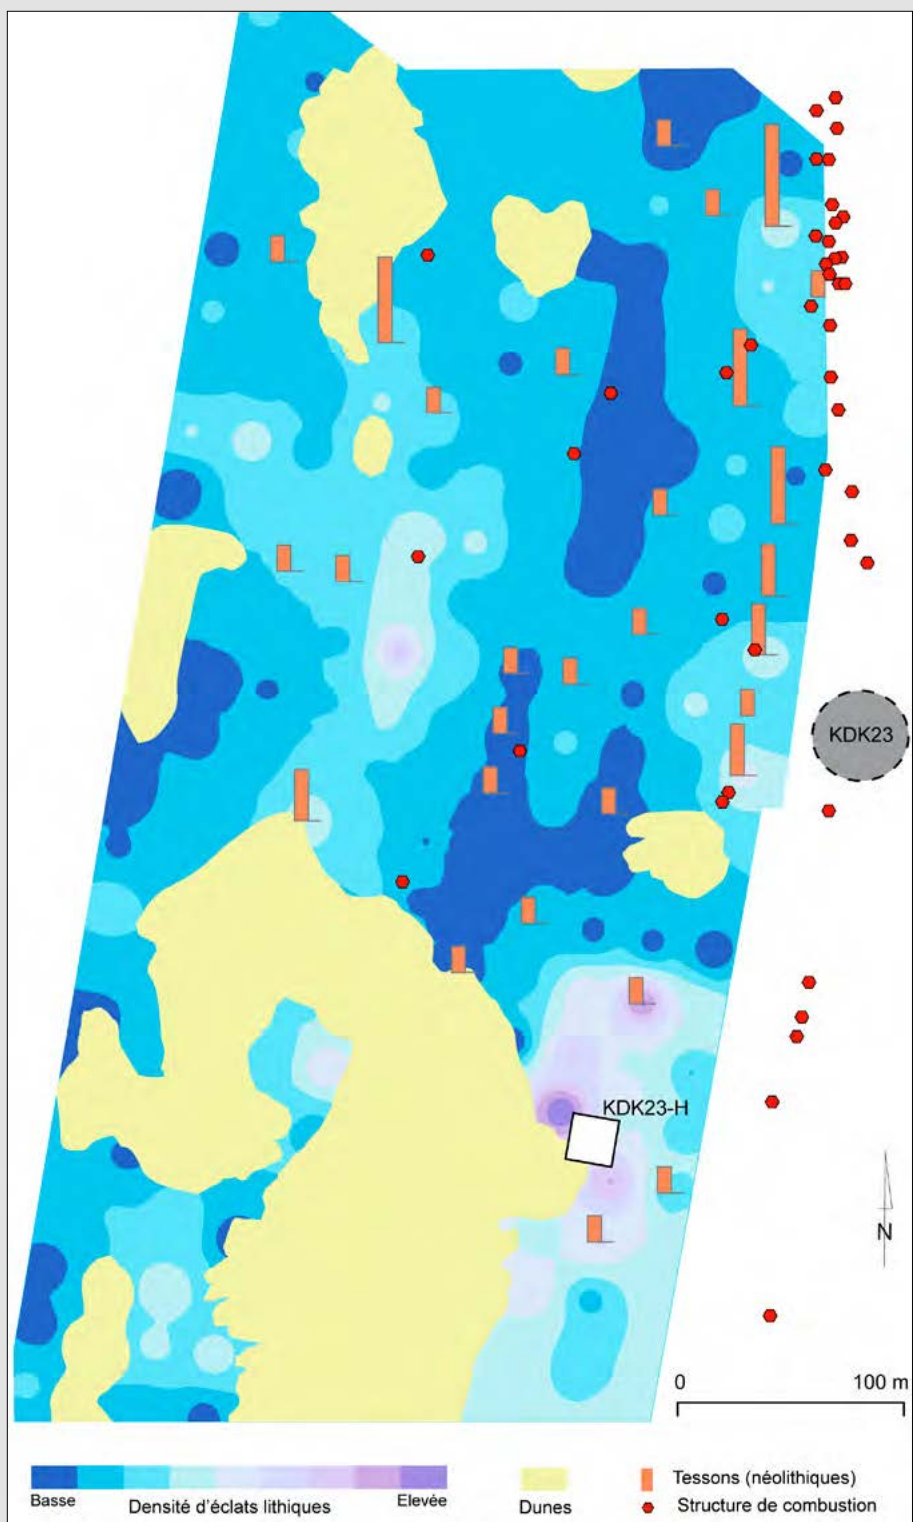 KDK23
KDK23-H
N
0 100 m
Basse Densité d'éclats lithiques Elevée
Dunes
Tessons (néolithiques)
Structure de combustion